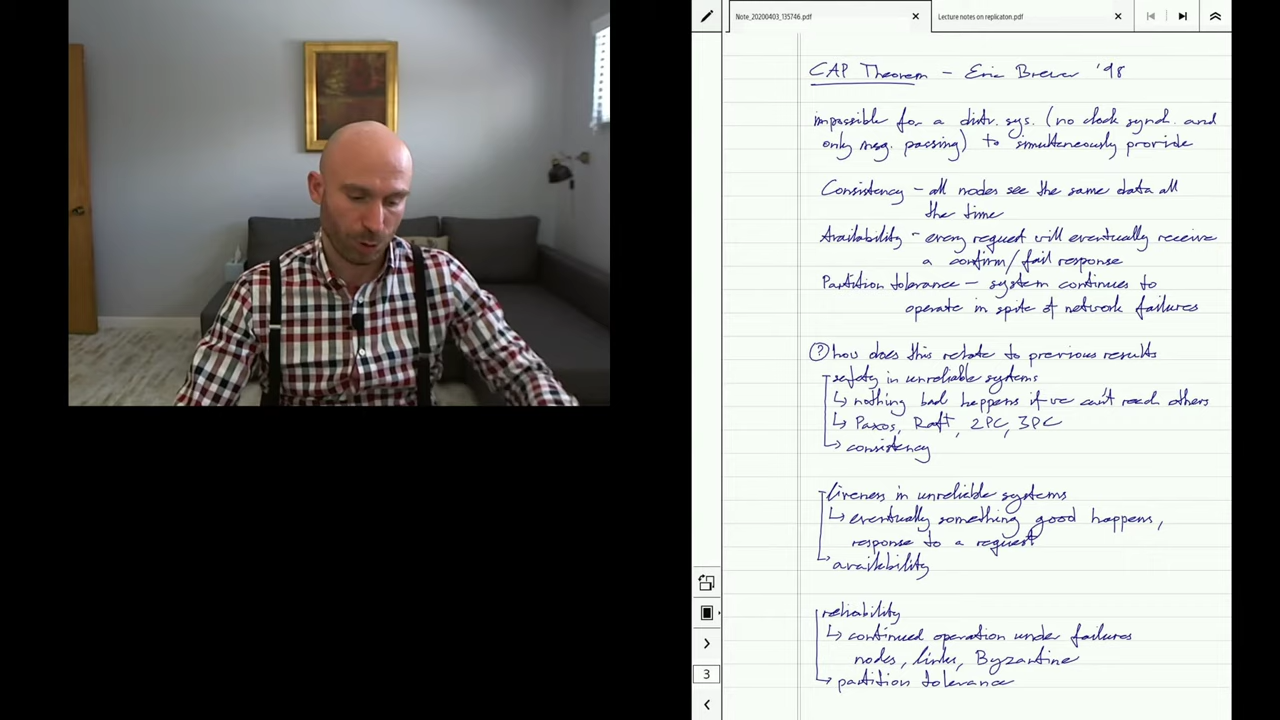 Note_20200403_135746.pdf
Lecture notes on replicaton.pdf
CAP Theorem - Eric Brewer '98
impossible for a distr. sys. (no clock synch. and
only msg. passing) to simultaneously provide
Consistency - all nodes see the same data all
the time
Availability - every request will eventually receive
a confirm/fail response
Partition tolerance - system continues to
operate in spite of network failures
? how does this relate to previous results
safety in unreliable systems
↳ nothing bad happens if we can't reach others
↳ Paxos, Raft, 2PC, 3PC
↳ consistency
liveness in unreliable systems
↳ eventually something good happens,
response to a request
↳ availability
reliability
↳ continued operation under failures
nodes, links, Byzantine
↳ partition tolerance
3